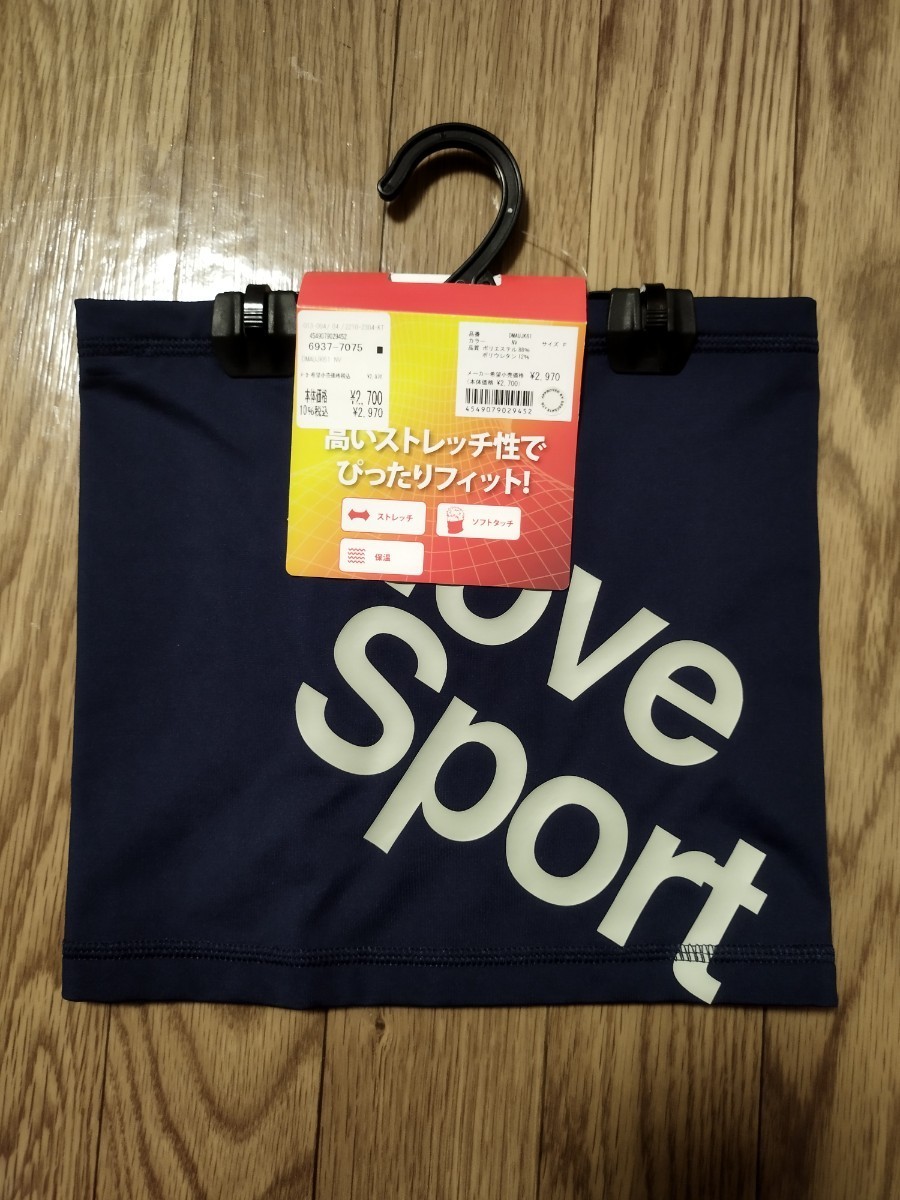 4549079029452
6937-7075
本体価格 ¥2,700
10%税込 ¥2,970
品番
カラー NV
サイズ F
品質 ポリエステル 88%
ポリウレタン 12%
メーカー希望小売価格 ¥2,970
(本体価格 ¥2,700)
4549079029452
高いストレッチ性で
ぴったりフィット!
ストレッチ
ソフトタッチ
保温
ove
Sport